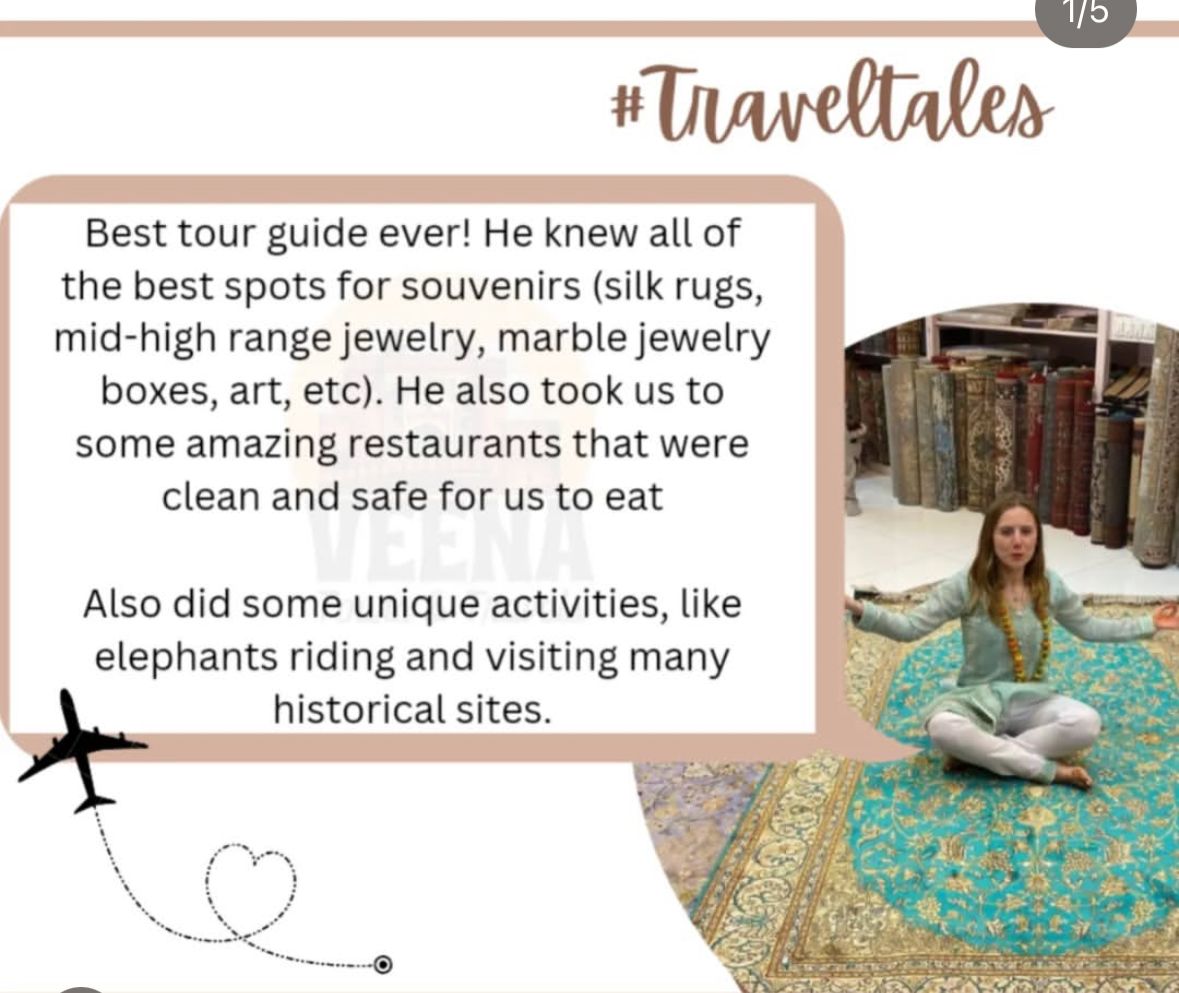 1/5
#Traveltales
Best tour guide ever! He knew all of
the best spots for souvenirs (silk rugs,
mid-high range jewelry, marble jewelry
boxes, art, etc). He also took us to
some amazing restaurants that were
clean and safe for us to eat
VEENA
Also did some unique activities, like
elephants riding and visiting many
historical sites.